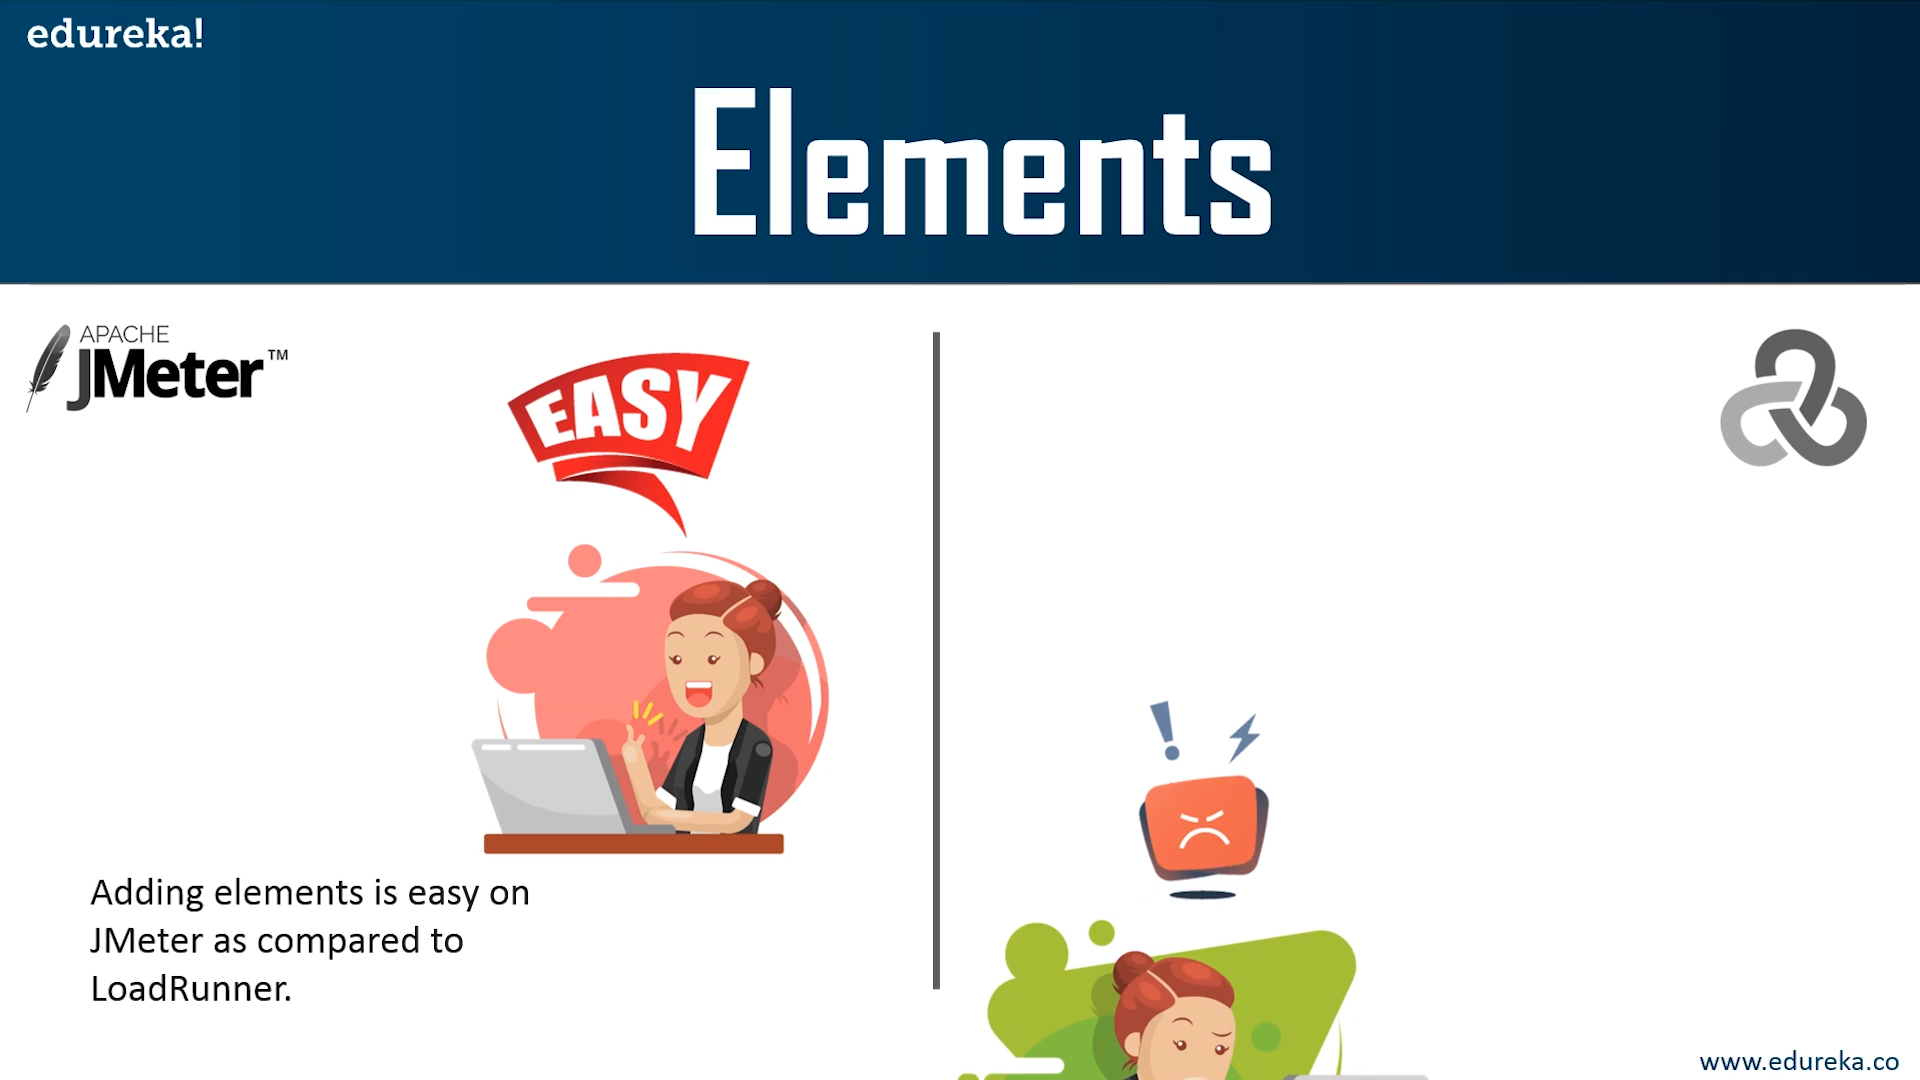 edureka!
Elements
APACHE
JMeter™
EASY
Adding elements is easy on
JMeter as compared to
LoadRunner.
www.edureka.co